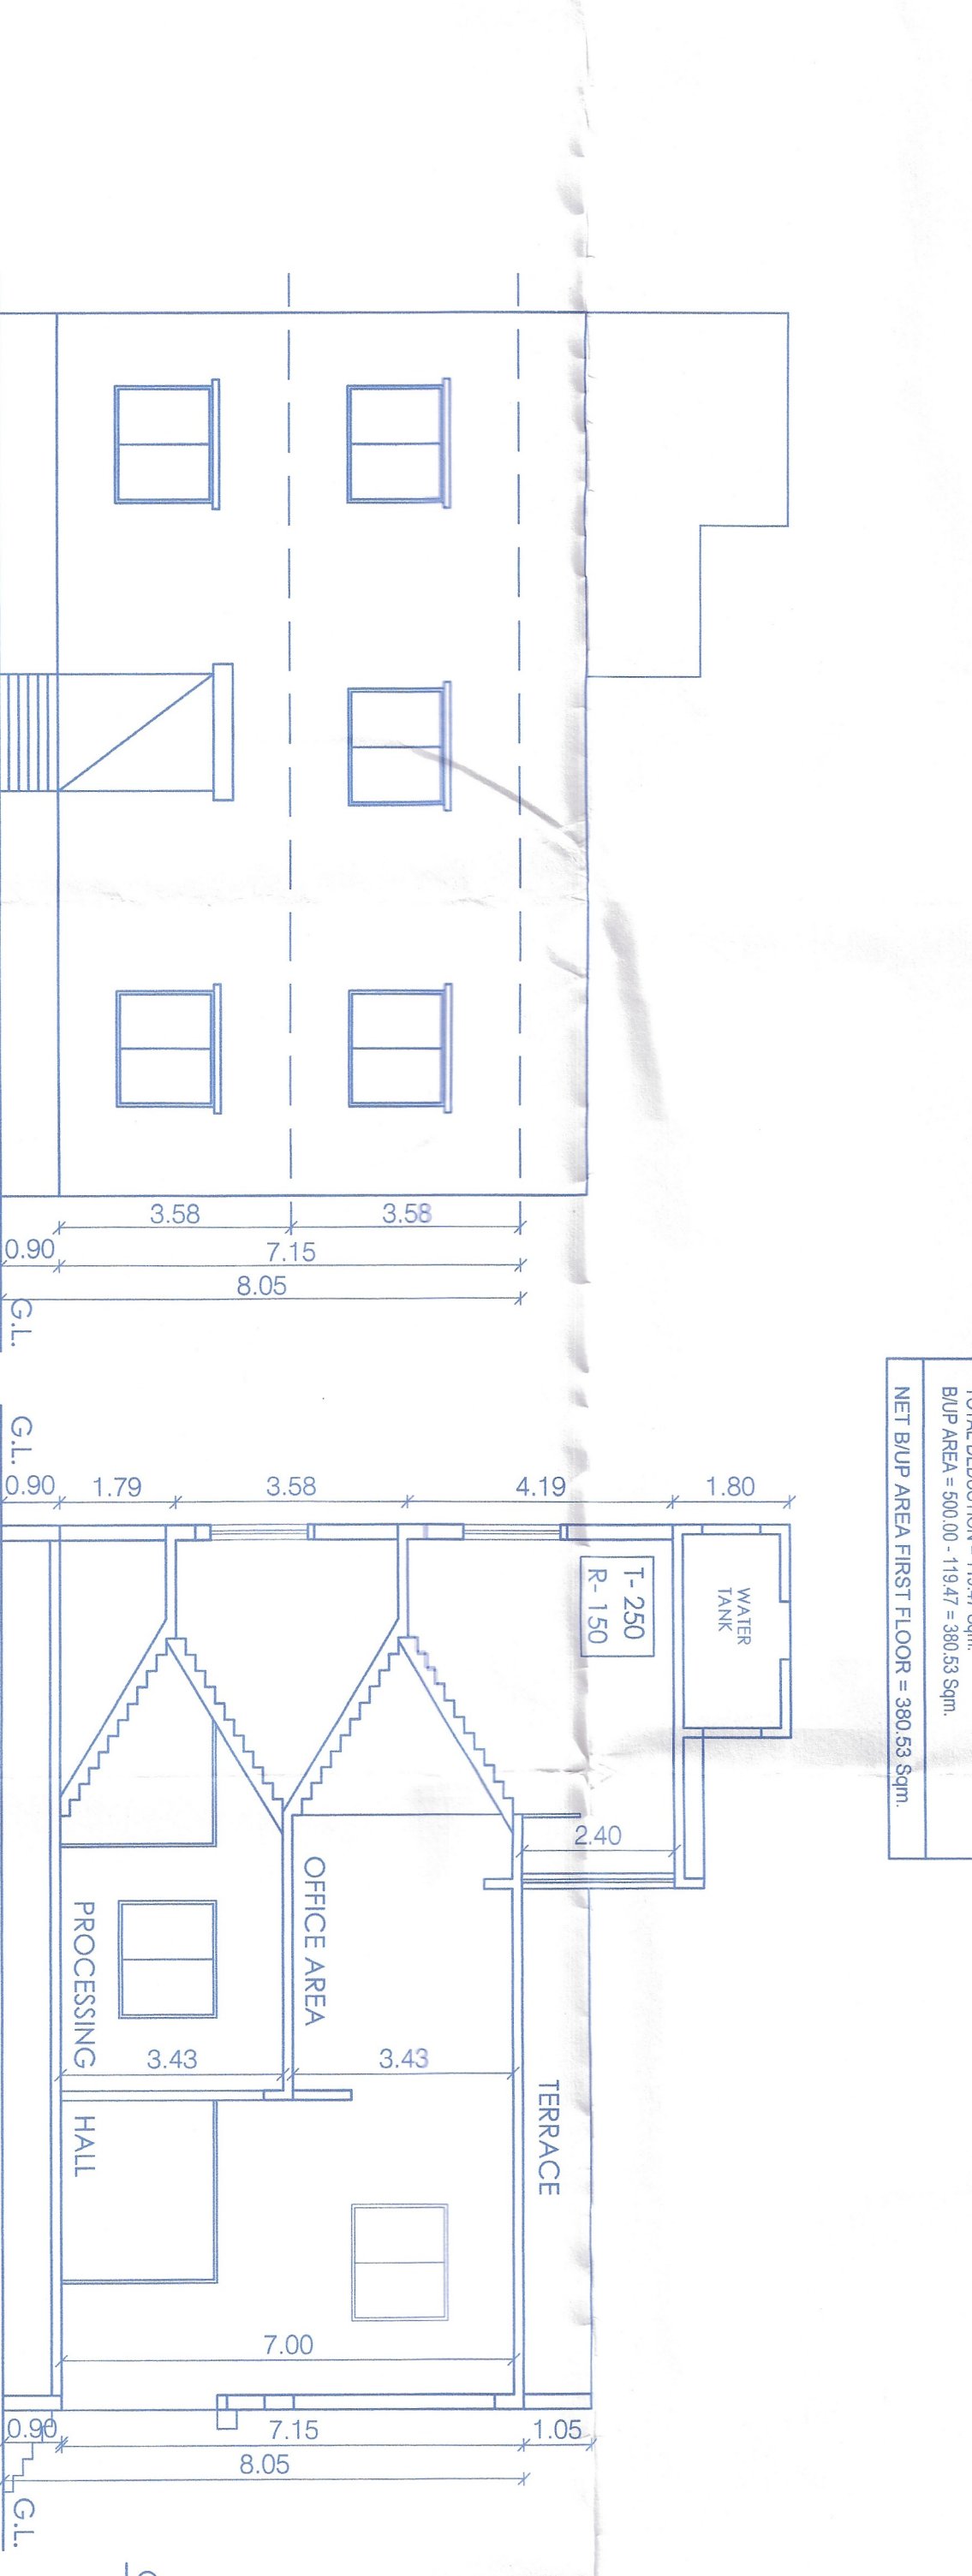 3.58
3.58
0.90
7.15
8.05
G.L.
G.L.
0.90
1.79
3.58
4.19
1.80
B/UP AREA = 500.00 - 119.47 = 380.53 Sqm.
NET B/UP AREA FIRST FLOOR = 380.53 Sqm.
WATER
TANK
T- 250
R- 150
2.40
OFFICE AREA
PROCESSING HALL
3.43
3.43
TERRACE
7.00
0.90
7.15
1.05
8.05
G.L.